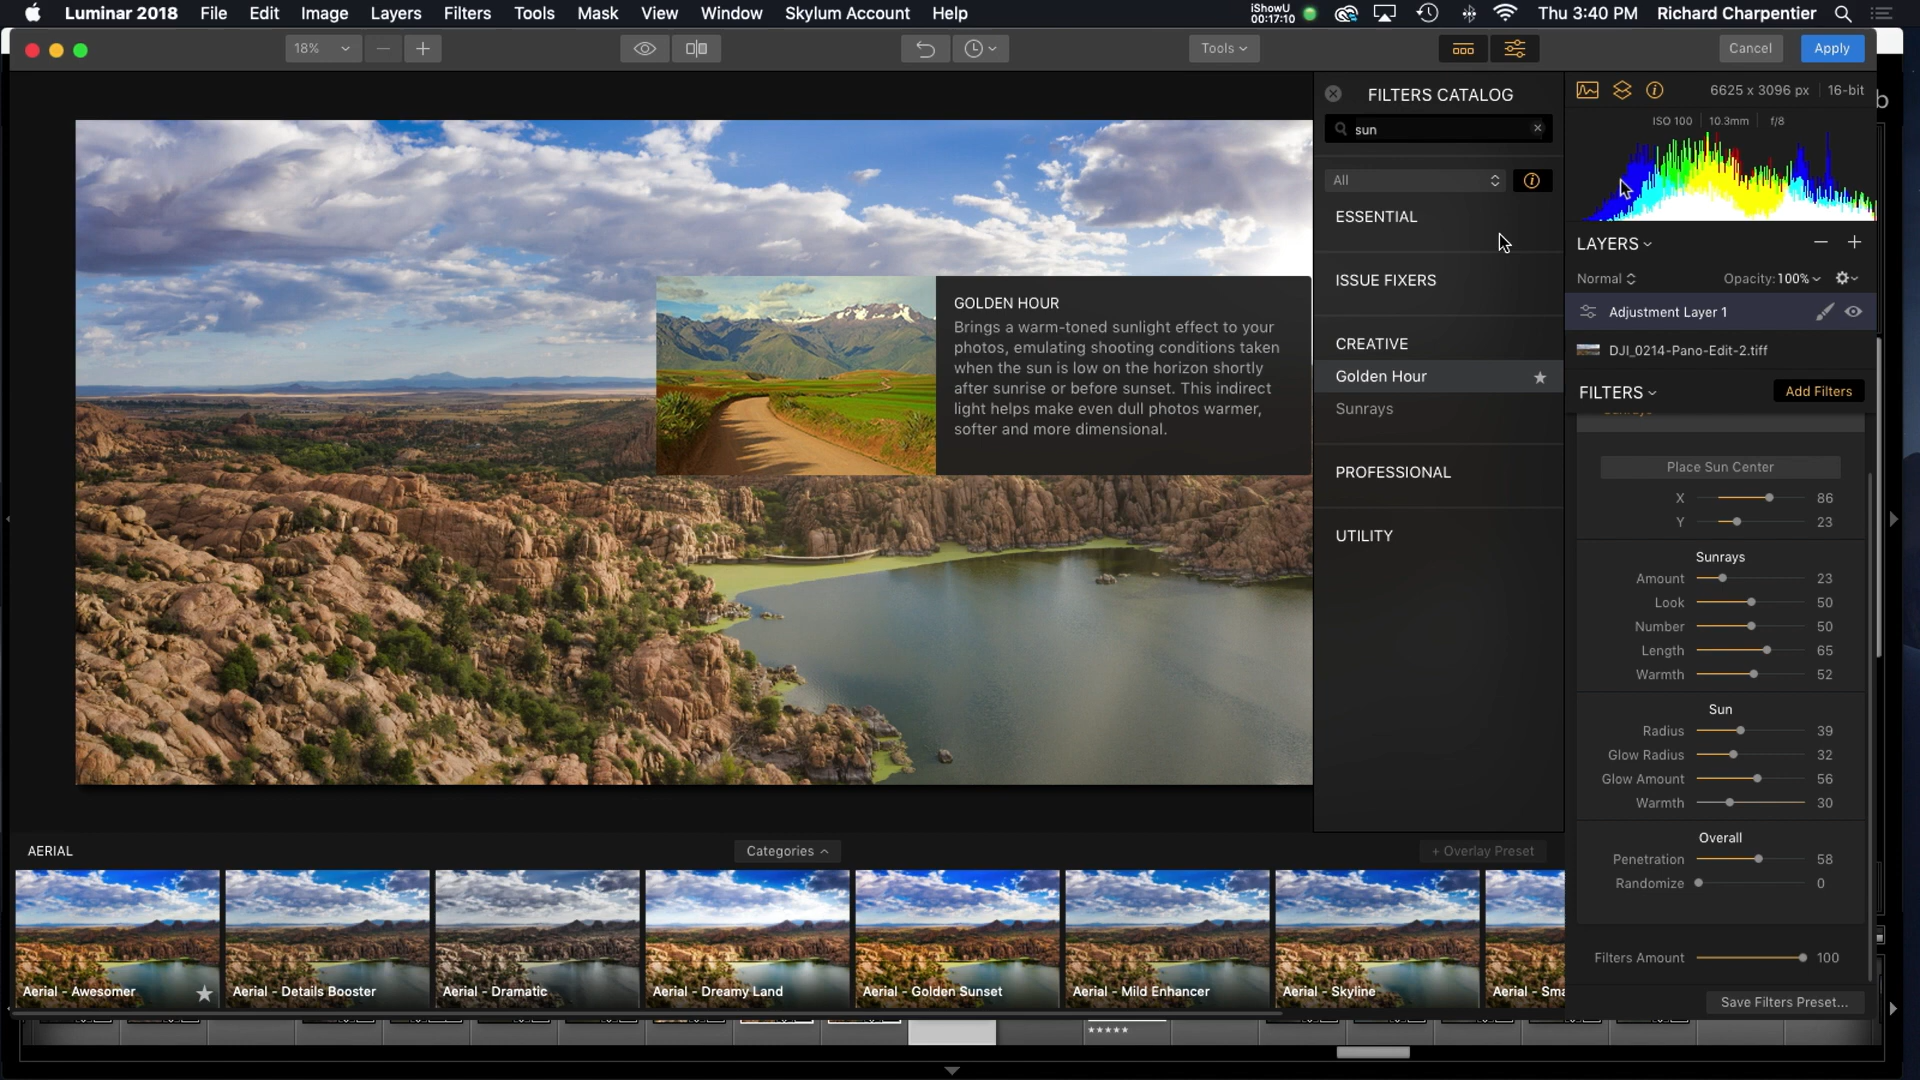 Luminar 2018 File Edit Image Layers Filters Tools Mask View Window Skylum Account Help
iShowU
00:17:10
Thu 3:40 PM Richard Charpentier
18%
Tools
Cancel
Apply
FILTERS CATALOG
sun
All
ESSENTIAL
ISSUE FIXERS
CREATIVE
Golden Hour
Sunrays
PROFESSIONAL
UTILITY
GOLDEN HOUR
Brings a warm-toned sunlight effect to your
photos, emulating shooting conditions taken
when the sun is low on the horizon shortly
after sunrise or before sunset. This indirect
light helps make even dull photos warmer,
softer and more dimensional.
6625 x 3096 px 16-bit
ISO 100 10.3mm f/8
LAYERS
Normal Opacity: 100%
Adjustment Layer 1
DJI_0214-Pano-Edit-2.tiff
FILTERS Add Filters
Place Sun Center
X 86
Y 23
Sunrays
Amount 23
Look 50
Number 50
Length 65
Warmth 52
Sun
Radius 39
Glow Radius 32
Glow Amount 56
Warmth 30
Overall
Penetration 58
Randomize 0
Filters Amount 100
Save Filters Preset...
AERIAL
Categories
+ Overlay Preset
Aerial - Awesomer
Aerial - Details Booster
Aerial - Dramatic
Aerial - Dreamy Land
Aerial - Golden Sunset
Aerial - Mild Enhancer
Aerial - Skyline
Aerial - Sma